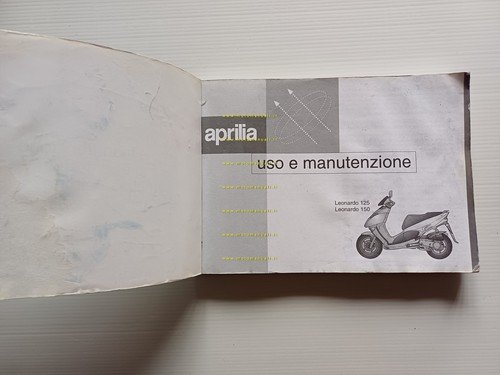 aprilia
uso e manutenzione
Leonardo 125
Leonardo 150